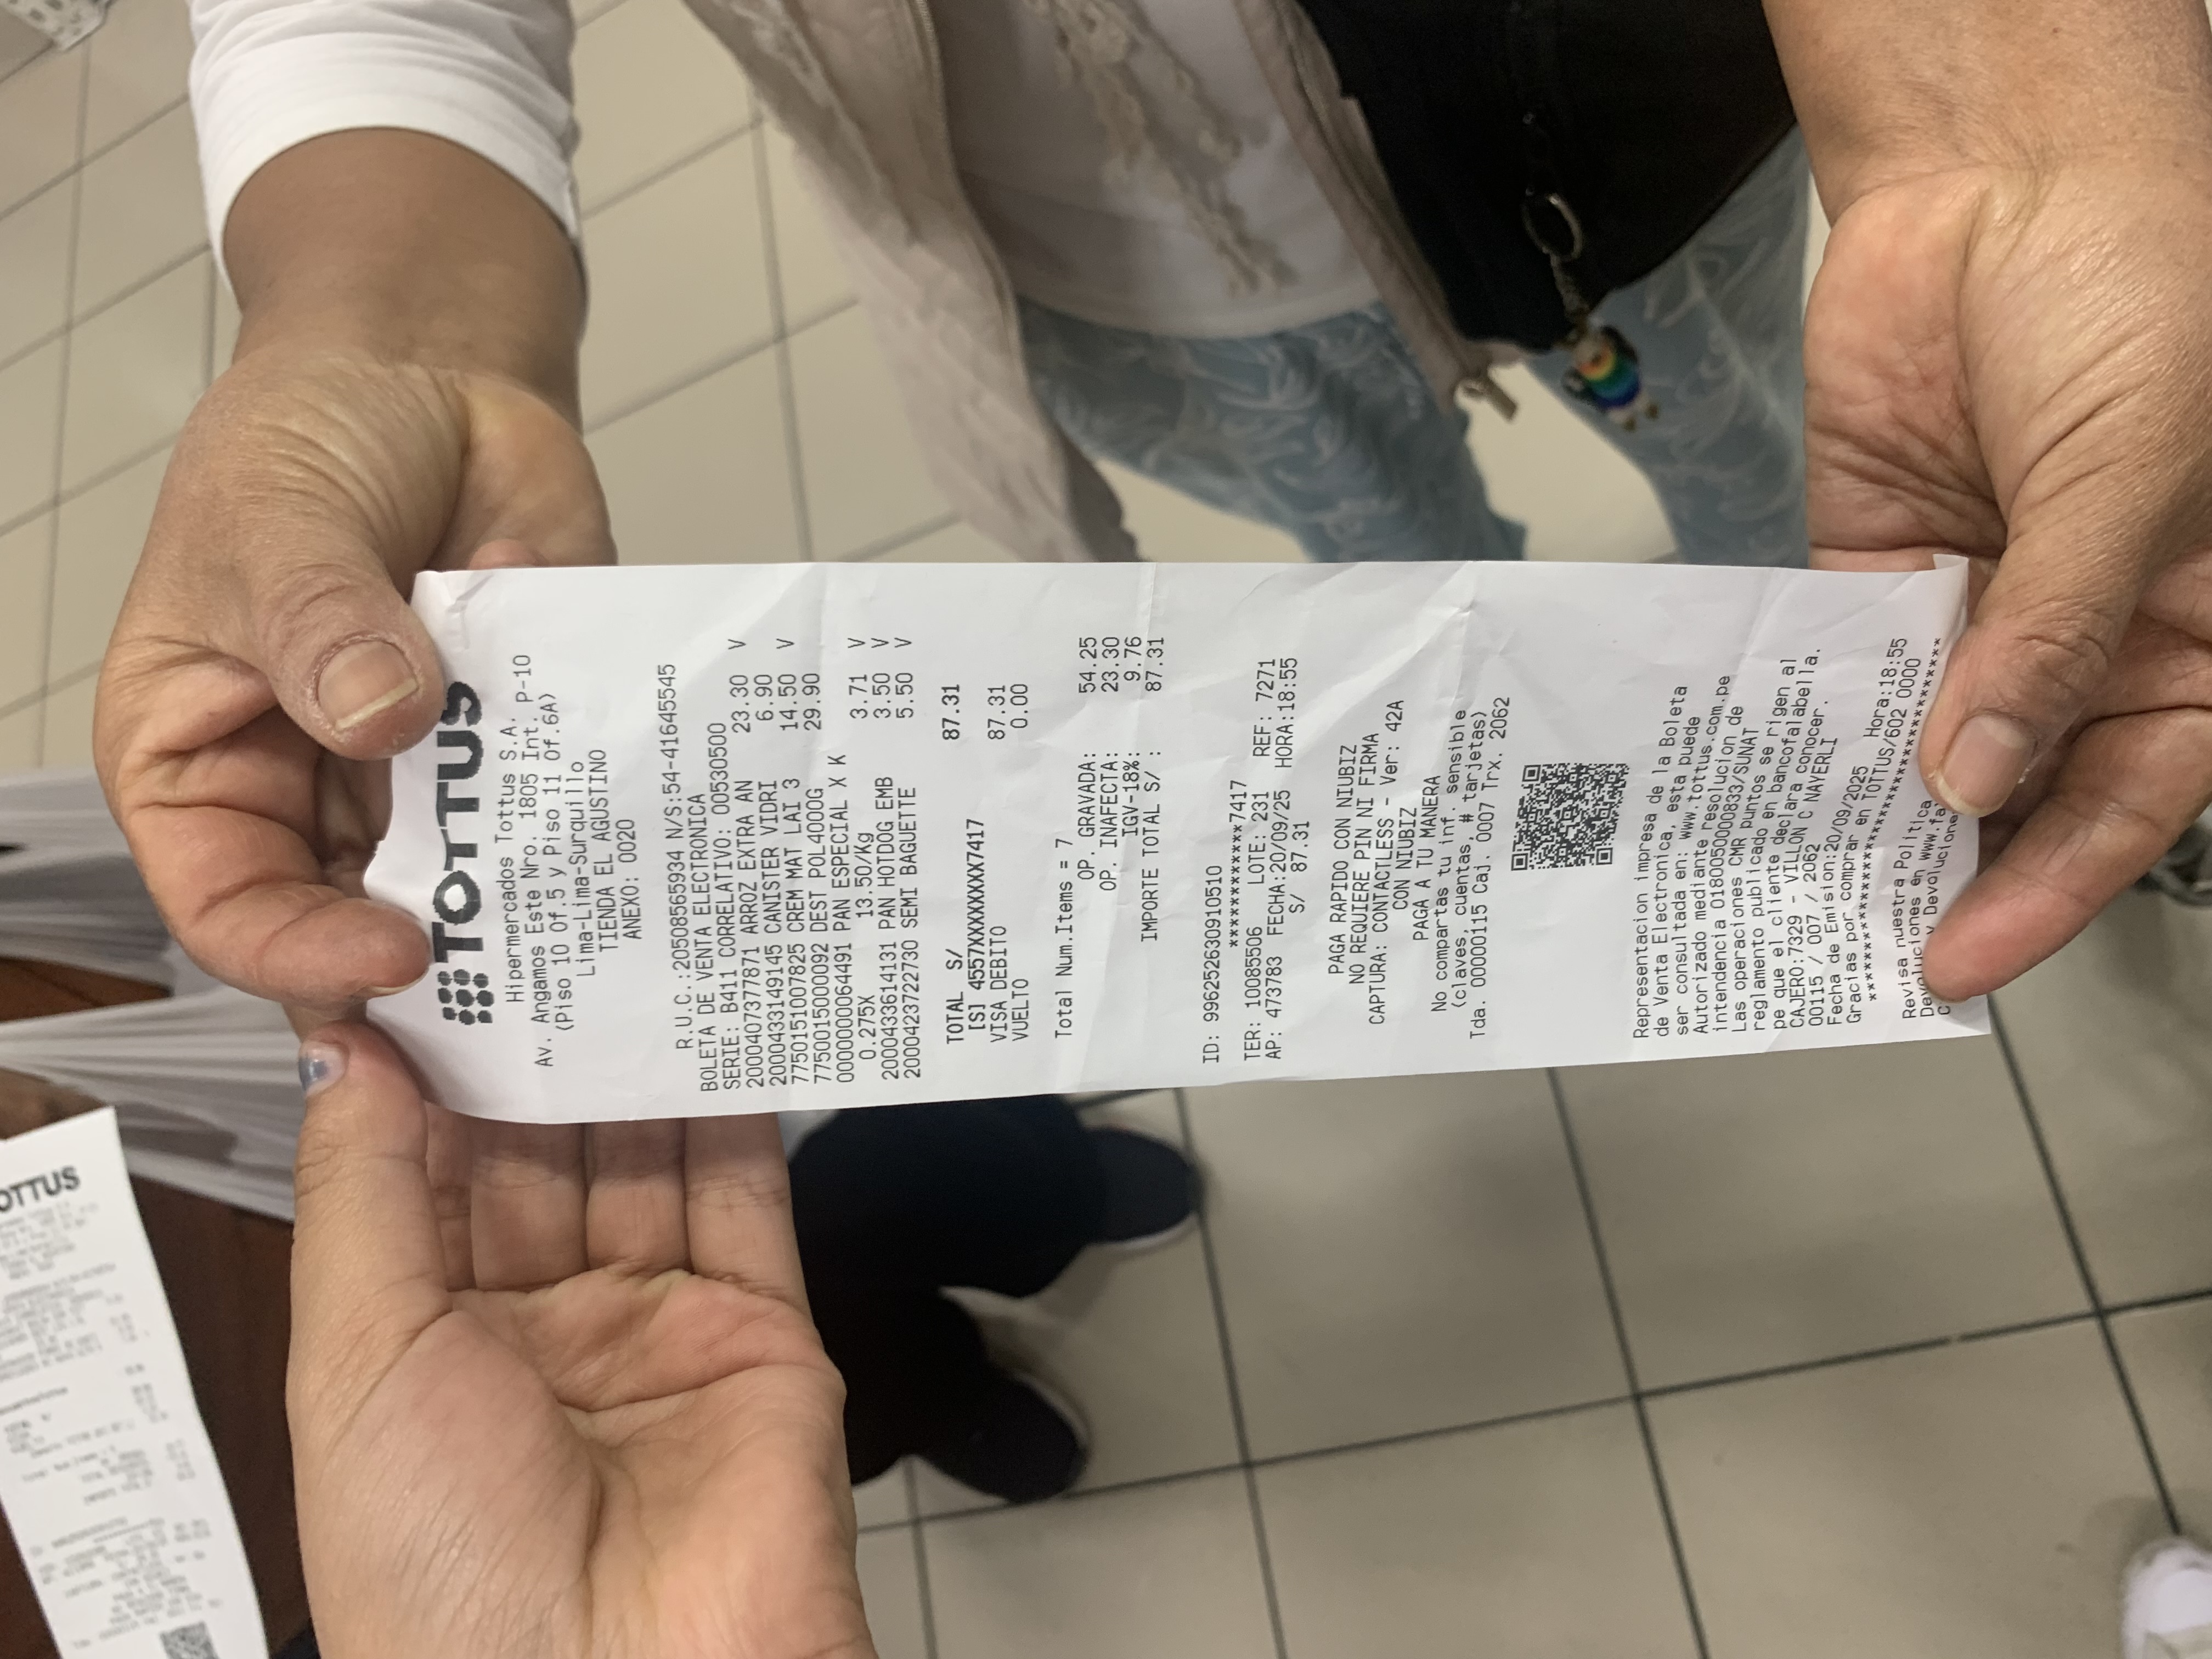 TOTTUS
TOTTUS
Hipermercados Tottus S.A.
Av. Angamos Este Nro. 1805 Int. P-10
(Piso 10 Of.5 y Piso 11 Of.6A)
Lima-Lima-Surquillo
TIENDA EL AGUSTINO
ANEXO: 0020
R.U.C.:20508565934 N/S:54-41645545
BOLETA DE VENTA ELECTRONICA
SERIE: B411 CORRELATIVO: 00530500
2000407377871 ARROZ EXTRA AN 23.30 V
2000433149145 CANISTER VIDRI 6.90
7750151007825 CREM MAT LAI 3 14.50 V
7750015000092 DEST POL4000G 29.90
0000000064491 PAN ESPECIAL X K
0.275X 13.50/Kg 3.71 V
2000433614131 PAN HOTDOG EMB 3.50 V
2000423722730 SEMI BAGUETTE 5.50 V
TOTAL S/ 87.31
[S] 4557XXXXXXXX7417
VISA DEBITO 87.31
VUELTO 0.00
Total Num.Items = 7
OP. GRAVADA: 54.25
OP. INAFECTA: 23.30
IGV-18%: 9.76
IMPORTE TOTAL S/ : 87.31
ID: 996252630910510
************7417
TER: 10085506 LOTE: 231 REF: 7271
AP: 473783 FECHA:20/09/25 HORA:18:55
S/ 87.31
PAGA RAPIDO CON NIUBIZ
NO REQUIERE PIN NI FIRMA
CAPTURA: CONTACTLESS - Ver: 42A
CON NIUBIZ
PAGA A TU MANERA
No compartas tu inf. sensible
(claves, cuentas, # tarjetas)
Tda. 00000115 Caj. 0007 Trx. 2062
Representacion impresa de la Boleta
de Venta Electronica, esta puede
ser consultada en: www.tottus.com.pe
Autorizado mediante resolucion de
intendencia 0180050000833/SUNAT
Las operaciones CMR puntos se rigen al
reglamento publicado en bancofalabella.
pe que el cliente declara conocer.
CAJERO:7329 - VILLON C NAYERLI
00115 / 007 / 2062
Fecha de Emision:20/09/2025 Hora:18:55
Gracias por comprar en TOTTUS/602 0000
************************************
Revisa nuestra Politica
Devoluciones en www.fa
C y Devolucione